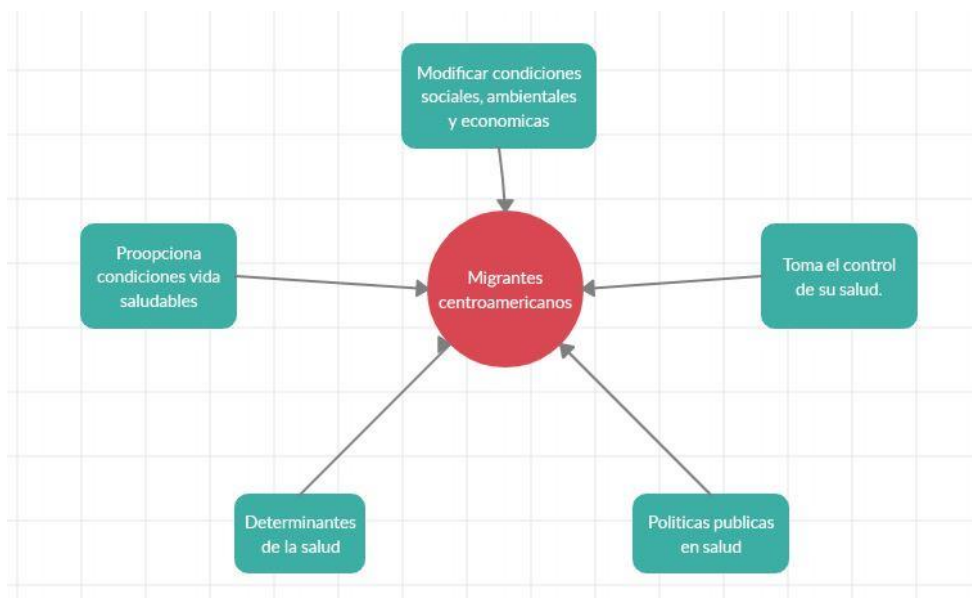 Modificar condiciones
sociales, ambientales
y economicas
Proopciona
condiciones vida
saludables
Migrantes
centroamericanos
Toma el control
de su salud.
Determinantes
de la salud
Politicas publicas
en salud